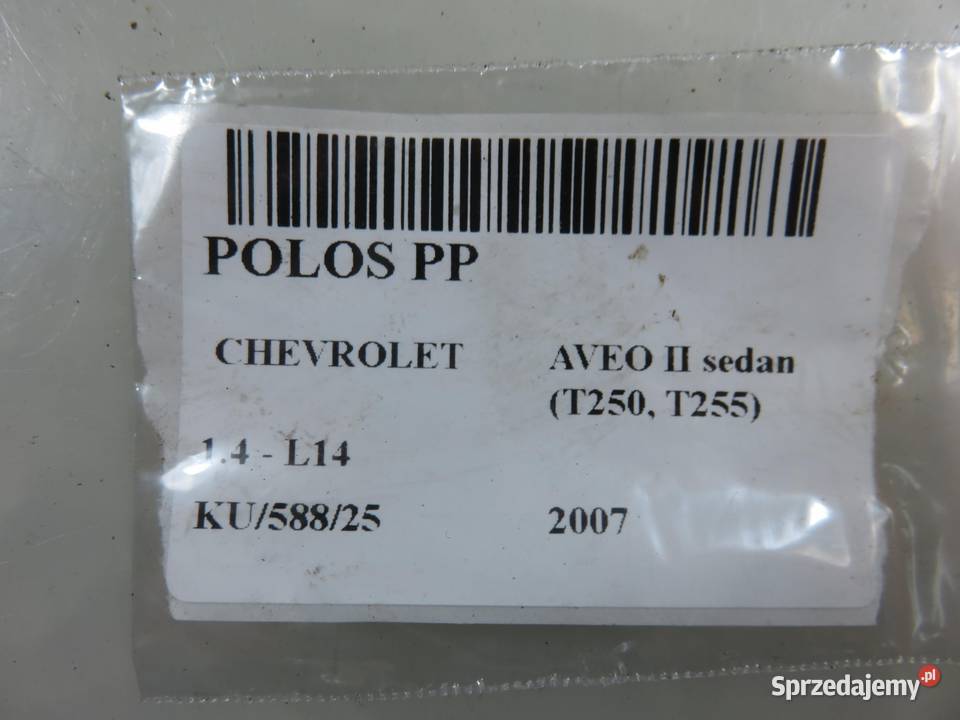 POLOS PP
CHEVROLET AVEO II sedan
(T250, T255)
1.4 - L14
KU/588/25 2007
Sprzedajemy.pl